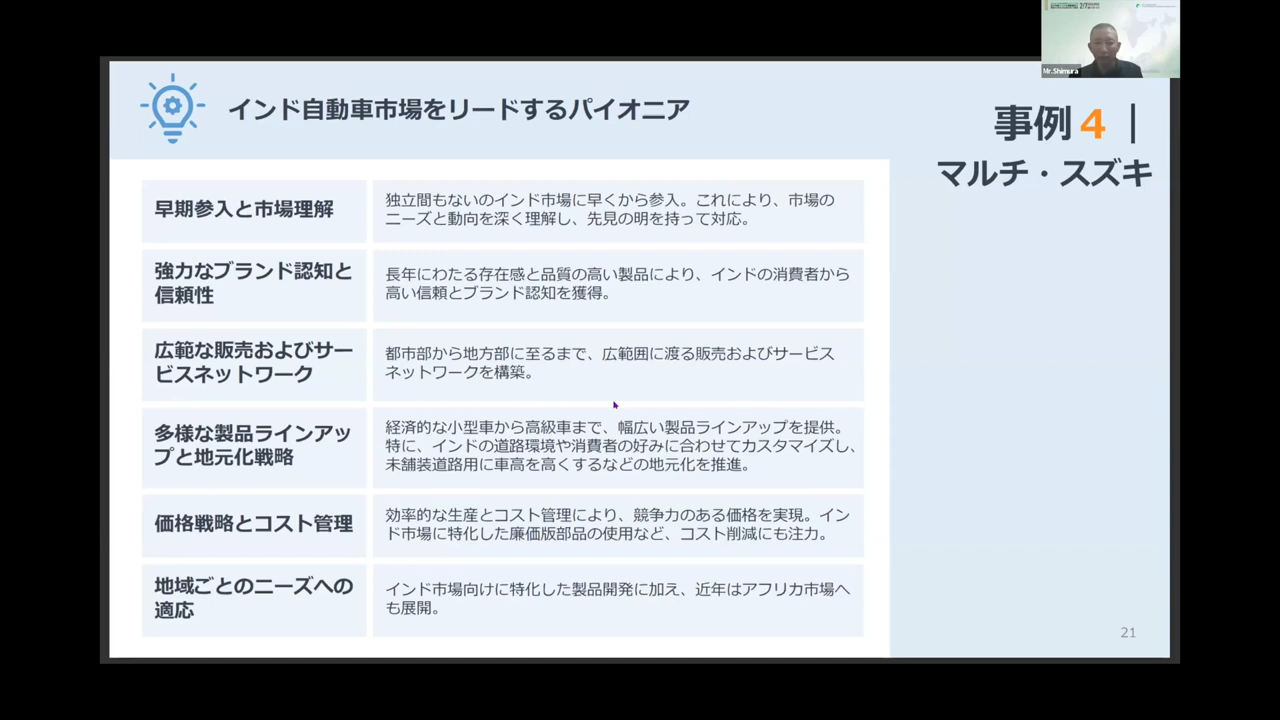 Mr.Shimura
インド自動車市場をリードするパイオニア
事例4｜
マルチ・スズキ
早期参入と市場理解
独立間もないのインド市場に早くから参入。これにより、市場の
ニーズと動向を深く理解し、先見の明を持って対応。
強力なブランド認知と
信頼性
長年にわたる存在感と品質の高い製品により、インドの消費者から
高い信頼とブランド認知を獲得。
広範な販売およびサー
ビスネットワーク
都市部から地方部に至るまで、広範囲に渡る販売およびサービス
ネットワークを構築。
多様な製品ラインアッ
プと地元化戦略
経済的な小型車から高級車まで、幅広い製品ラインアップを提供。
特に、インドの道路環境や消費者の好みに合わせてカスタマイズし、
未舗装道路用に車高を高くするなどの地元化を推進。
価格戦略とコスト管理
効率的な生産とコスト管理により、競争力のある価格を実現。イン
ド市場に特化した廉価版部品の使用など、コスト削減にも注力。
地域ごとのニーズへの
適応
インド市場向けに特化した製品開発に加え、近年はアフリカ市場へ
も展開。
21